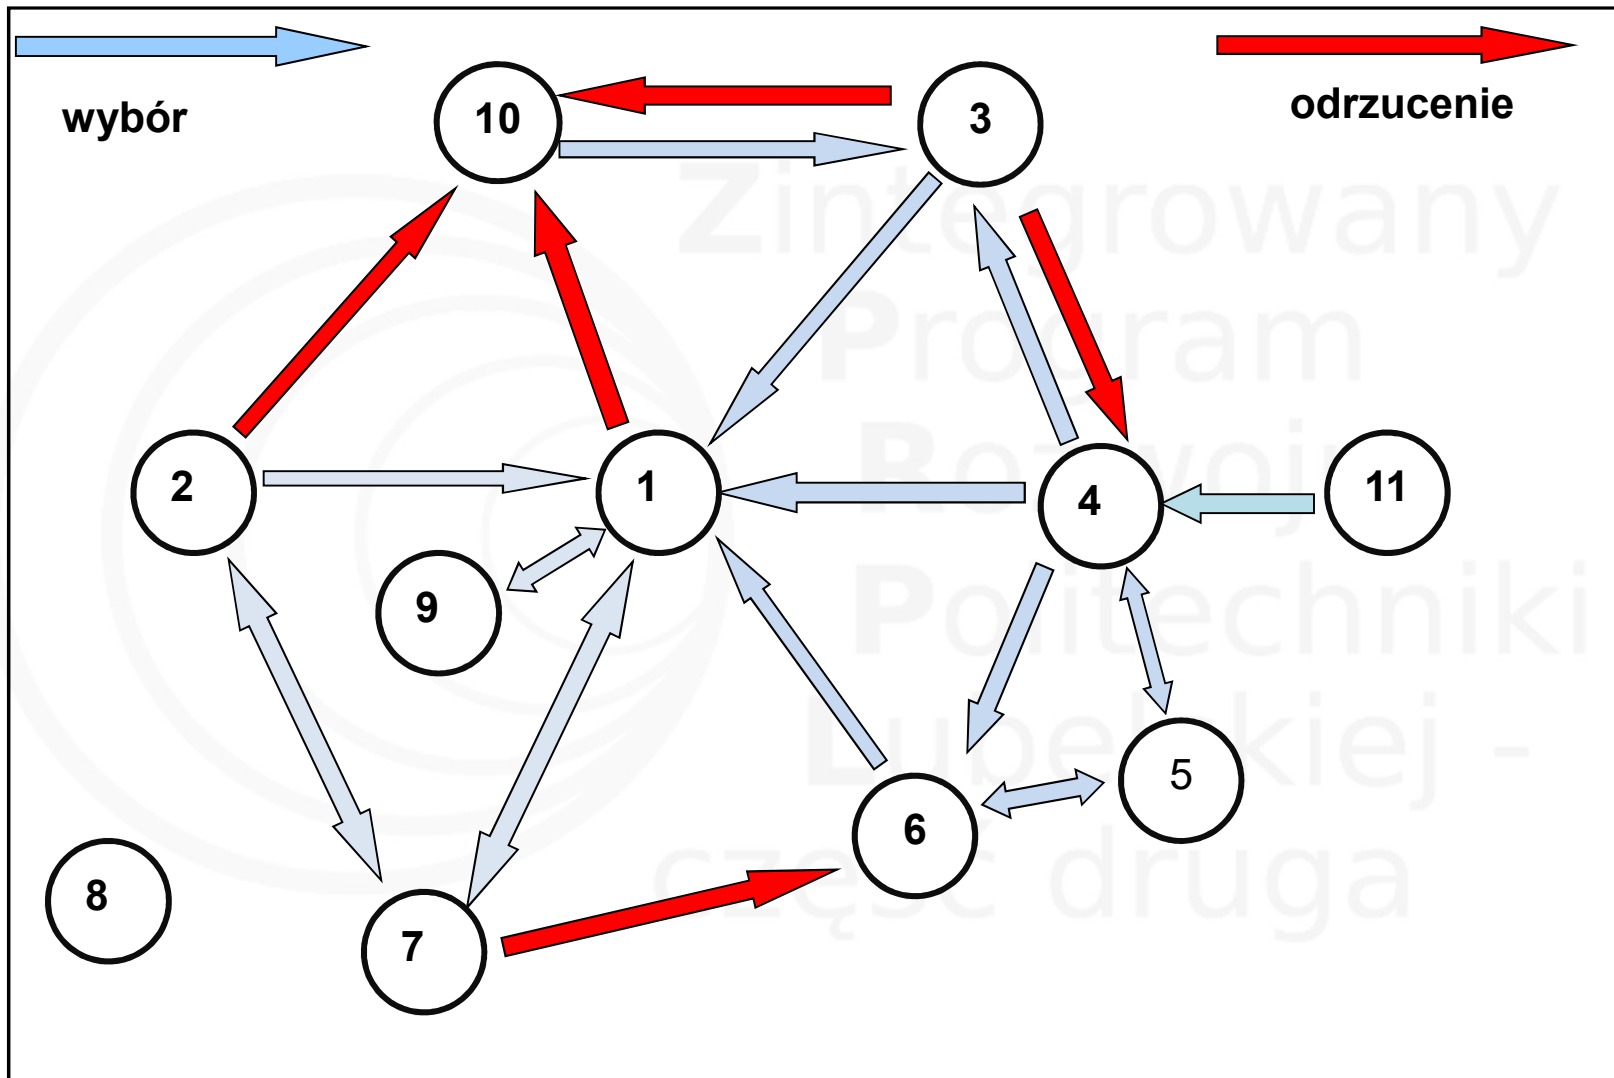 wybór
odrzucenie
10
3
2
1
4
11
9
5
6
8
7
Zintegrowany
Program
Rozwoju
Politechniki
Lubelskiej -
część druga